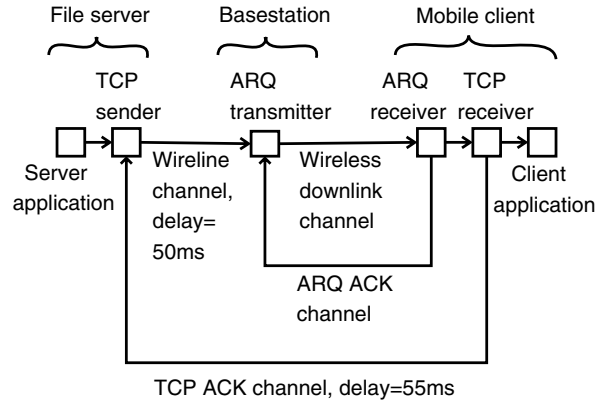 File server
Basestation
Mobile client
TCP
sender
ARQ
transmitter
ARQ
receiver
TCP
receiver
Server
application
Wireline
channel,
delay=
50ms
Wireless
downlink
channel
Client
application
ARQ ACK
channel
TCP ACK channel, delay=55ms